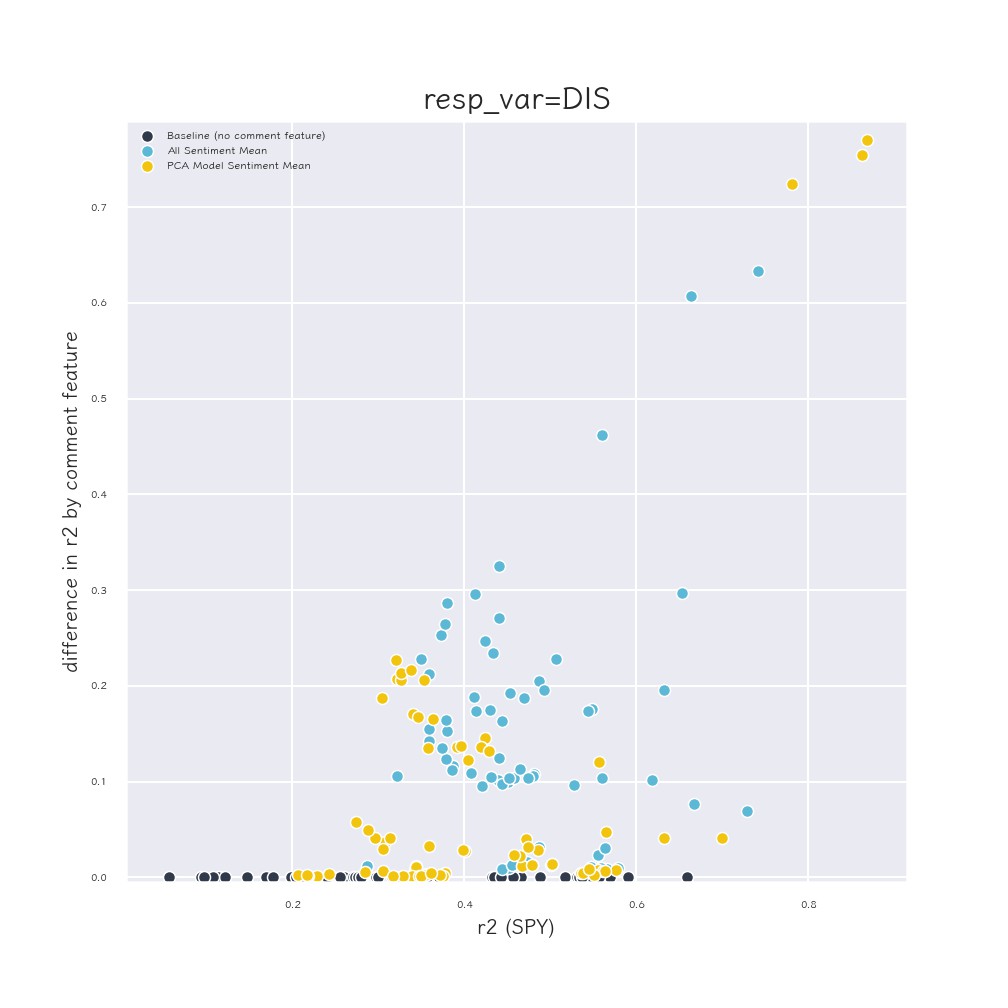 resp_var=DIS
Baseline (no comment feature)
All Sentiment Mean
PCA Model Sentiment Mean
difference in r2 by comment feature
0.7
0.6
0.5
0.4
0.3
0.2
0.1
0.0
0.2 0.4 0.6 0.8
r2 (SPY)